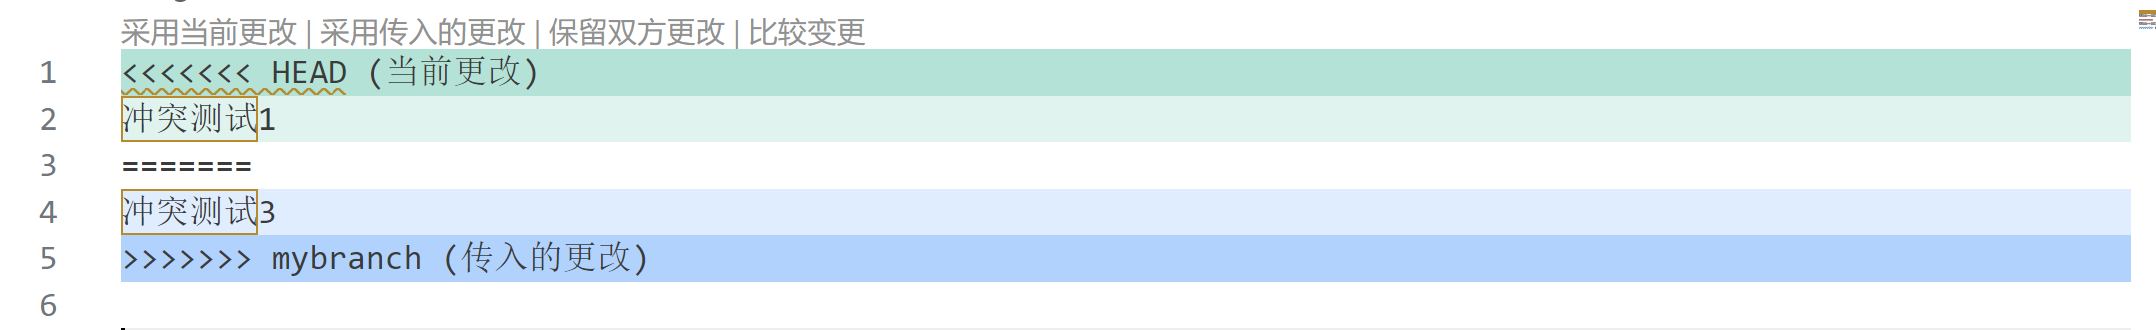 采用当前更改 | 采用传入的更改 | 保留双方更改 | 比较变更
1 <<<<<<< HEAD (当前更改)
2 冲突测试1
3 =======
4 冲突测试3
5 >>>>>>> mybranch (传入的更改)
6